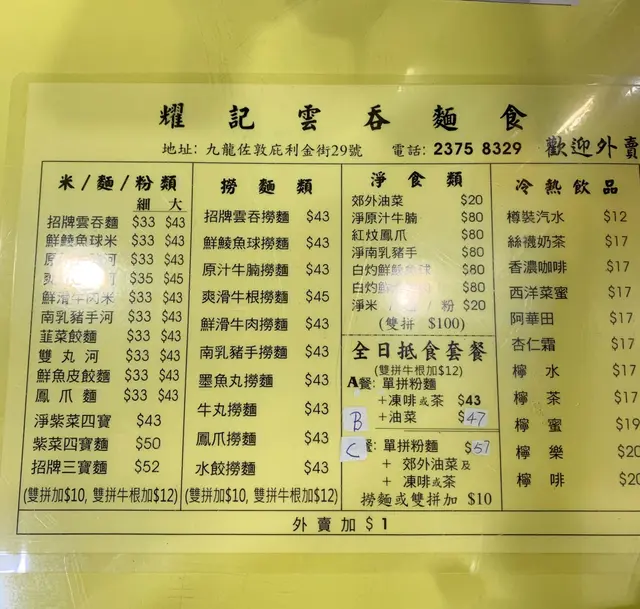 耀記雲吞麵食
地址: 九龍佐敦庇利金街29號 電話: 2375 8329 歡迎外賣
米/麵/粉類
細 大
招牌雲吞麵 $33 $43
鮮鯪魚球米 $33 $43
原 河 $33 $43
爽 河 $35 $45
鮮滑牛肉米 $33 $43
南乳豬手河 $33 $43
韮菜餃麵 $33 $43
雙丸河 $33 $43
鮮魚皮餃麵 $33 $43
鳳爪麵 $33 $43
淨紫菜四寶 $43
紫菜四寶麵 $50
招牌三寶麵 $52
(雙拼加$10, 雙拼牛根加$12)
撈麵類
招牌雲吞撈麵 $43
鮮鯪魚球撈麵 $43
原汁牛腩撈麵 $43
爽滑牛根撈麵 $45
鮮滑牛肉撈麵 $43
南乳豬手撈麵 $43
墨魚丸撈麵 $43
牛丸撈麵 $43
鳳爪撈麵 $43
水餃撈麵 $43
(雙拼加$10, 雙拼牛根加$12)
淨食類
郊外油菜 $20
淨原汁牛腩 $80
紅炆鳳爪 $80
淨南乳豬手 $80
白灼鮮 球 $80
白灼 $80
淨米/ / 粉 $20
(雙拼 $100)
全日抵食套餐
(雙拼牛根加$12)
A餐: 單拼粉麵
+凍啡或茶 $43
B +油菜 $47
C 餐: 單拼粉麵 $57
+ 郊外油菜及
+ 凍啡或茶
撈麵或雙拼加 $10
冷熱飲品
樽裝汽水 $12
絲襪奶茶 $17
香濃咖啡 $17
西洋菜蜜 $17
阿華田 $17
杏仁霜 $17
檸水 $17
檸茶 $17
檸蜜 $19
檸樂 $20
檸啡 $20
外賣加$1